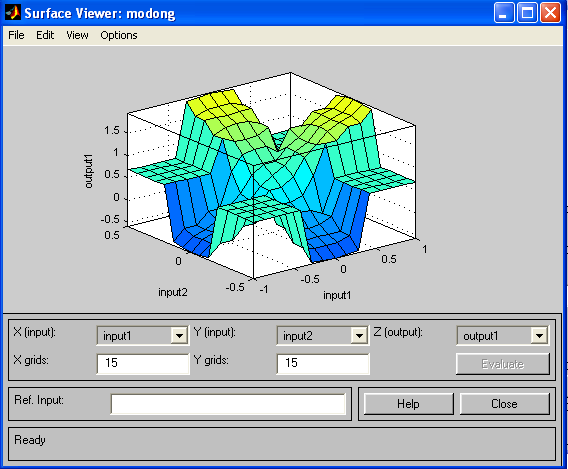 Surface Viewer: modong
File Edit View Options
1.5
1
0.5
0
-0.5
output1
0.5
0
-0.5
input2
-1
-0.5
0
0.5
1
input1
X (input): input1 Y (input): input2 Z (output): output1
X grids: 15 Y grids: 15 Evaluate
Ref. Input: Help Close
Ready